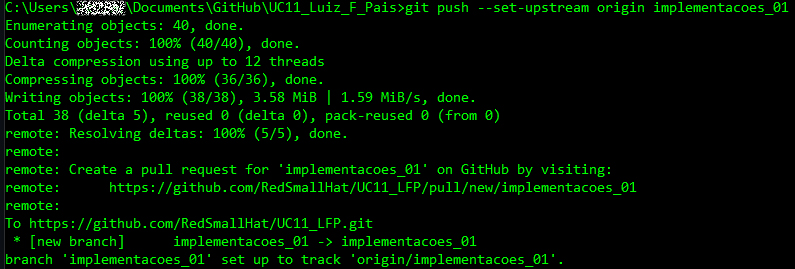 C:\Users\ \Documents\GitHub\UC11_Luiz_F_Pais>git push --set-upstream origin implementacoes_01
Enumerating objects: 40, done.
Counting objects: 100% (40/40), done.
Delta compression using up to 12 threads
Compressing objects: 100% (36/36), done.
Writing objects: 100% (38/38), 3.58 MiB | 1.59 MiB/s, done.
Total 38 (delta 5), reused 0 (delta 0), pack-reused 0 (from 0)
remote: Resolving deltas: 100% (5/5), done.
remote:
remote: Create a pull request for 'implementacoes_01' on GitHub by visiting:
remote:      https://github.com/RedSmallHat/UC11_LFP/pull/new/implementacoes_01
remote:
To https://github.com/RedSmallHat/UC11_LFP.git
 * [new branch]      implementacoes_01 -> implementacoes_01
branch 'implementacoes_01' set up to track 'origin/implementacoes_01'.